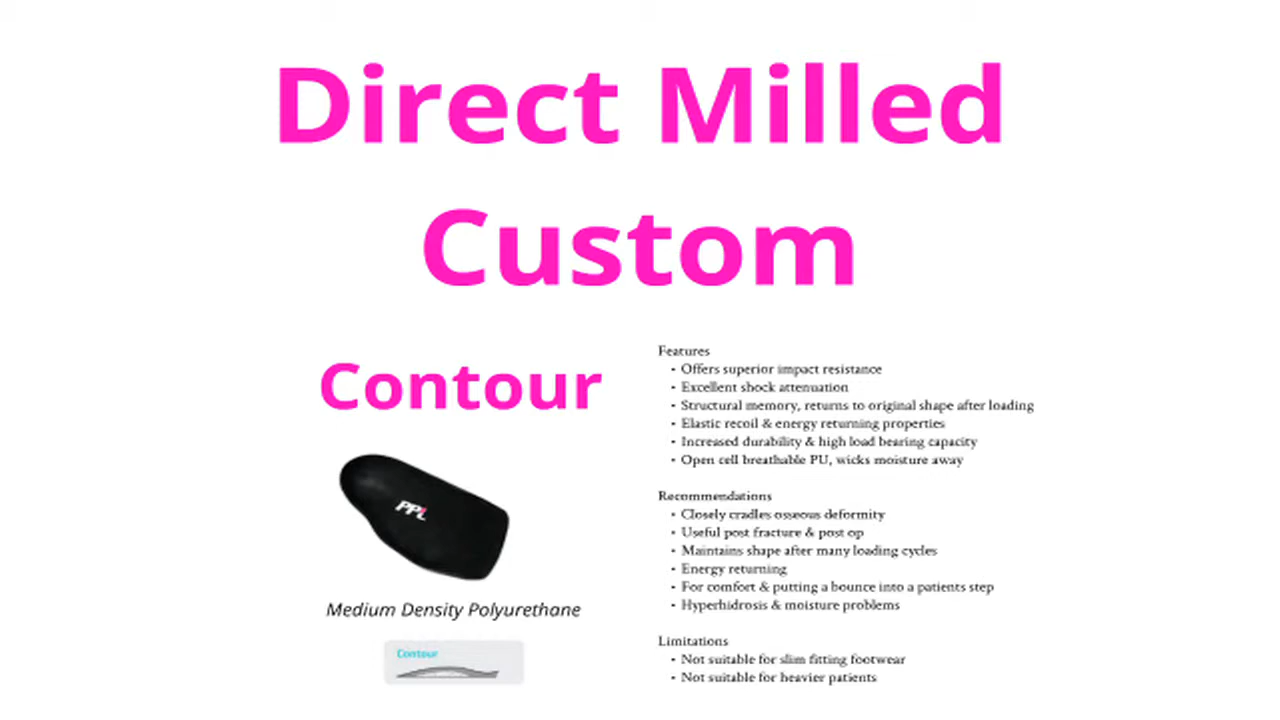 Direct Milled
Custom
Contour
PPL
Medium Density Polyurethane
Contour
Features
• Offers superior impact resistance
• Excellent shock attenuation
• Structural memory, returns to original shape after loading
• Elastic recoil & energy returning properties
• Increased durability & high load bearing capacity
• Open cell breathable PU, wicks moisture away
Recommendations
• Closely cradles osseous deformity
• Useful post fracture & post op
• Maintains shape after many loading cycles
• Energy returning
• For comfort & putting a bounce into a patients step
• Hyperhidrosis & moisture problems
Limitations
• Not suitable for slim fitting footwear
• Not suitable for heavier patients